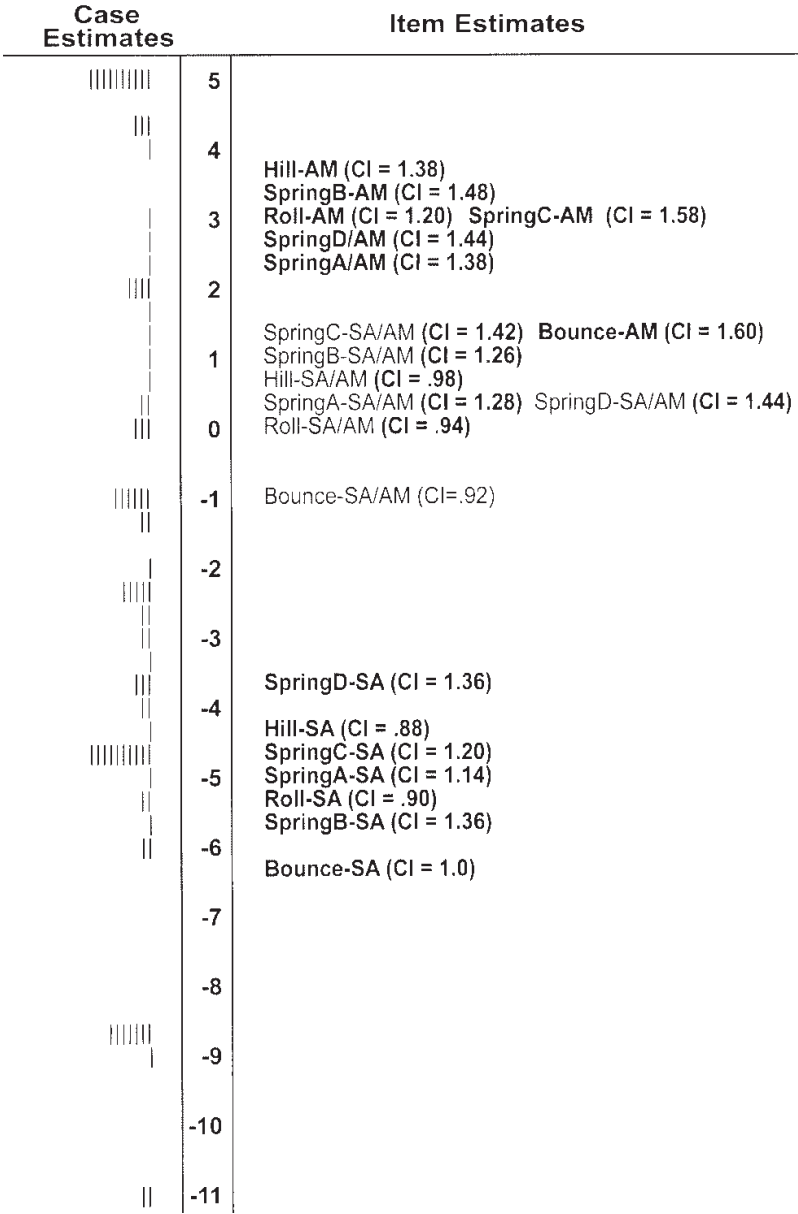 Case
Estimates
Item Estimates
5
4
Hill-AM (CI = 1.38)
SpringB-AM (CI = 1.48)
3 Roll-AM (CI = 1.20) SpringC-AM (CI = 1.58)
SpringD/AM (CI = 1.44)
SpringA/AM (CI = 1.38)
2
SpringC-SA/AM (CI = 1.42) Bounce-AM (CI = 1.60)
1 SpringB-SA/AM (CI = 1.26)
Hill-SA/AM (CI = .98)
SpringA-SA/AM (CI = 1.28) SpringD-SA/AM (CI = 1.44)
0 Roll-SA/AM (CI = .94)
-1 Bounce-SA/AM (CI=.92)
-2
-3
SpringD-SA (CI = 1.36)
-4
Hill-SA (CI = .88)
SpringC-SA (CI = 1.20)
-5 SpringA-SA (CI = 1.14)
Roll-SA (CI = .90)
SpringB-SA (CI = 1.36)
-6
Bounce-SA (CI = 1.0)
-7
-8
-9
-10
-11